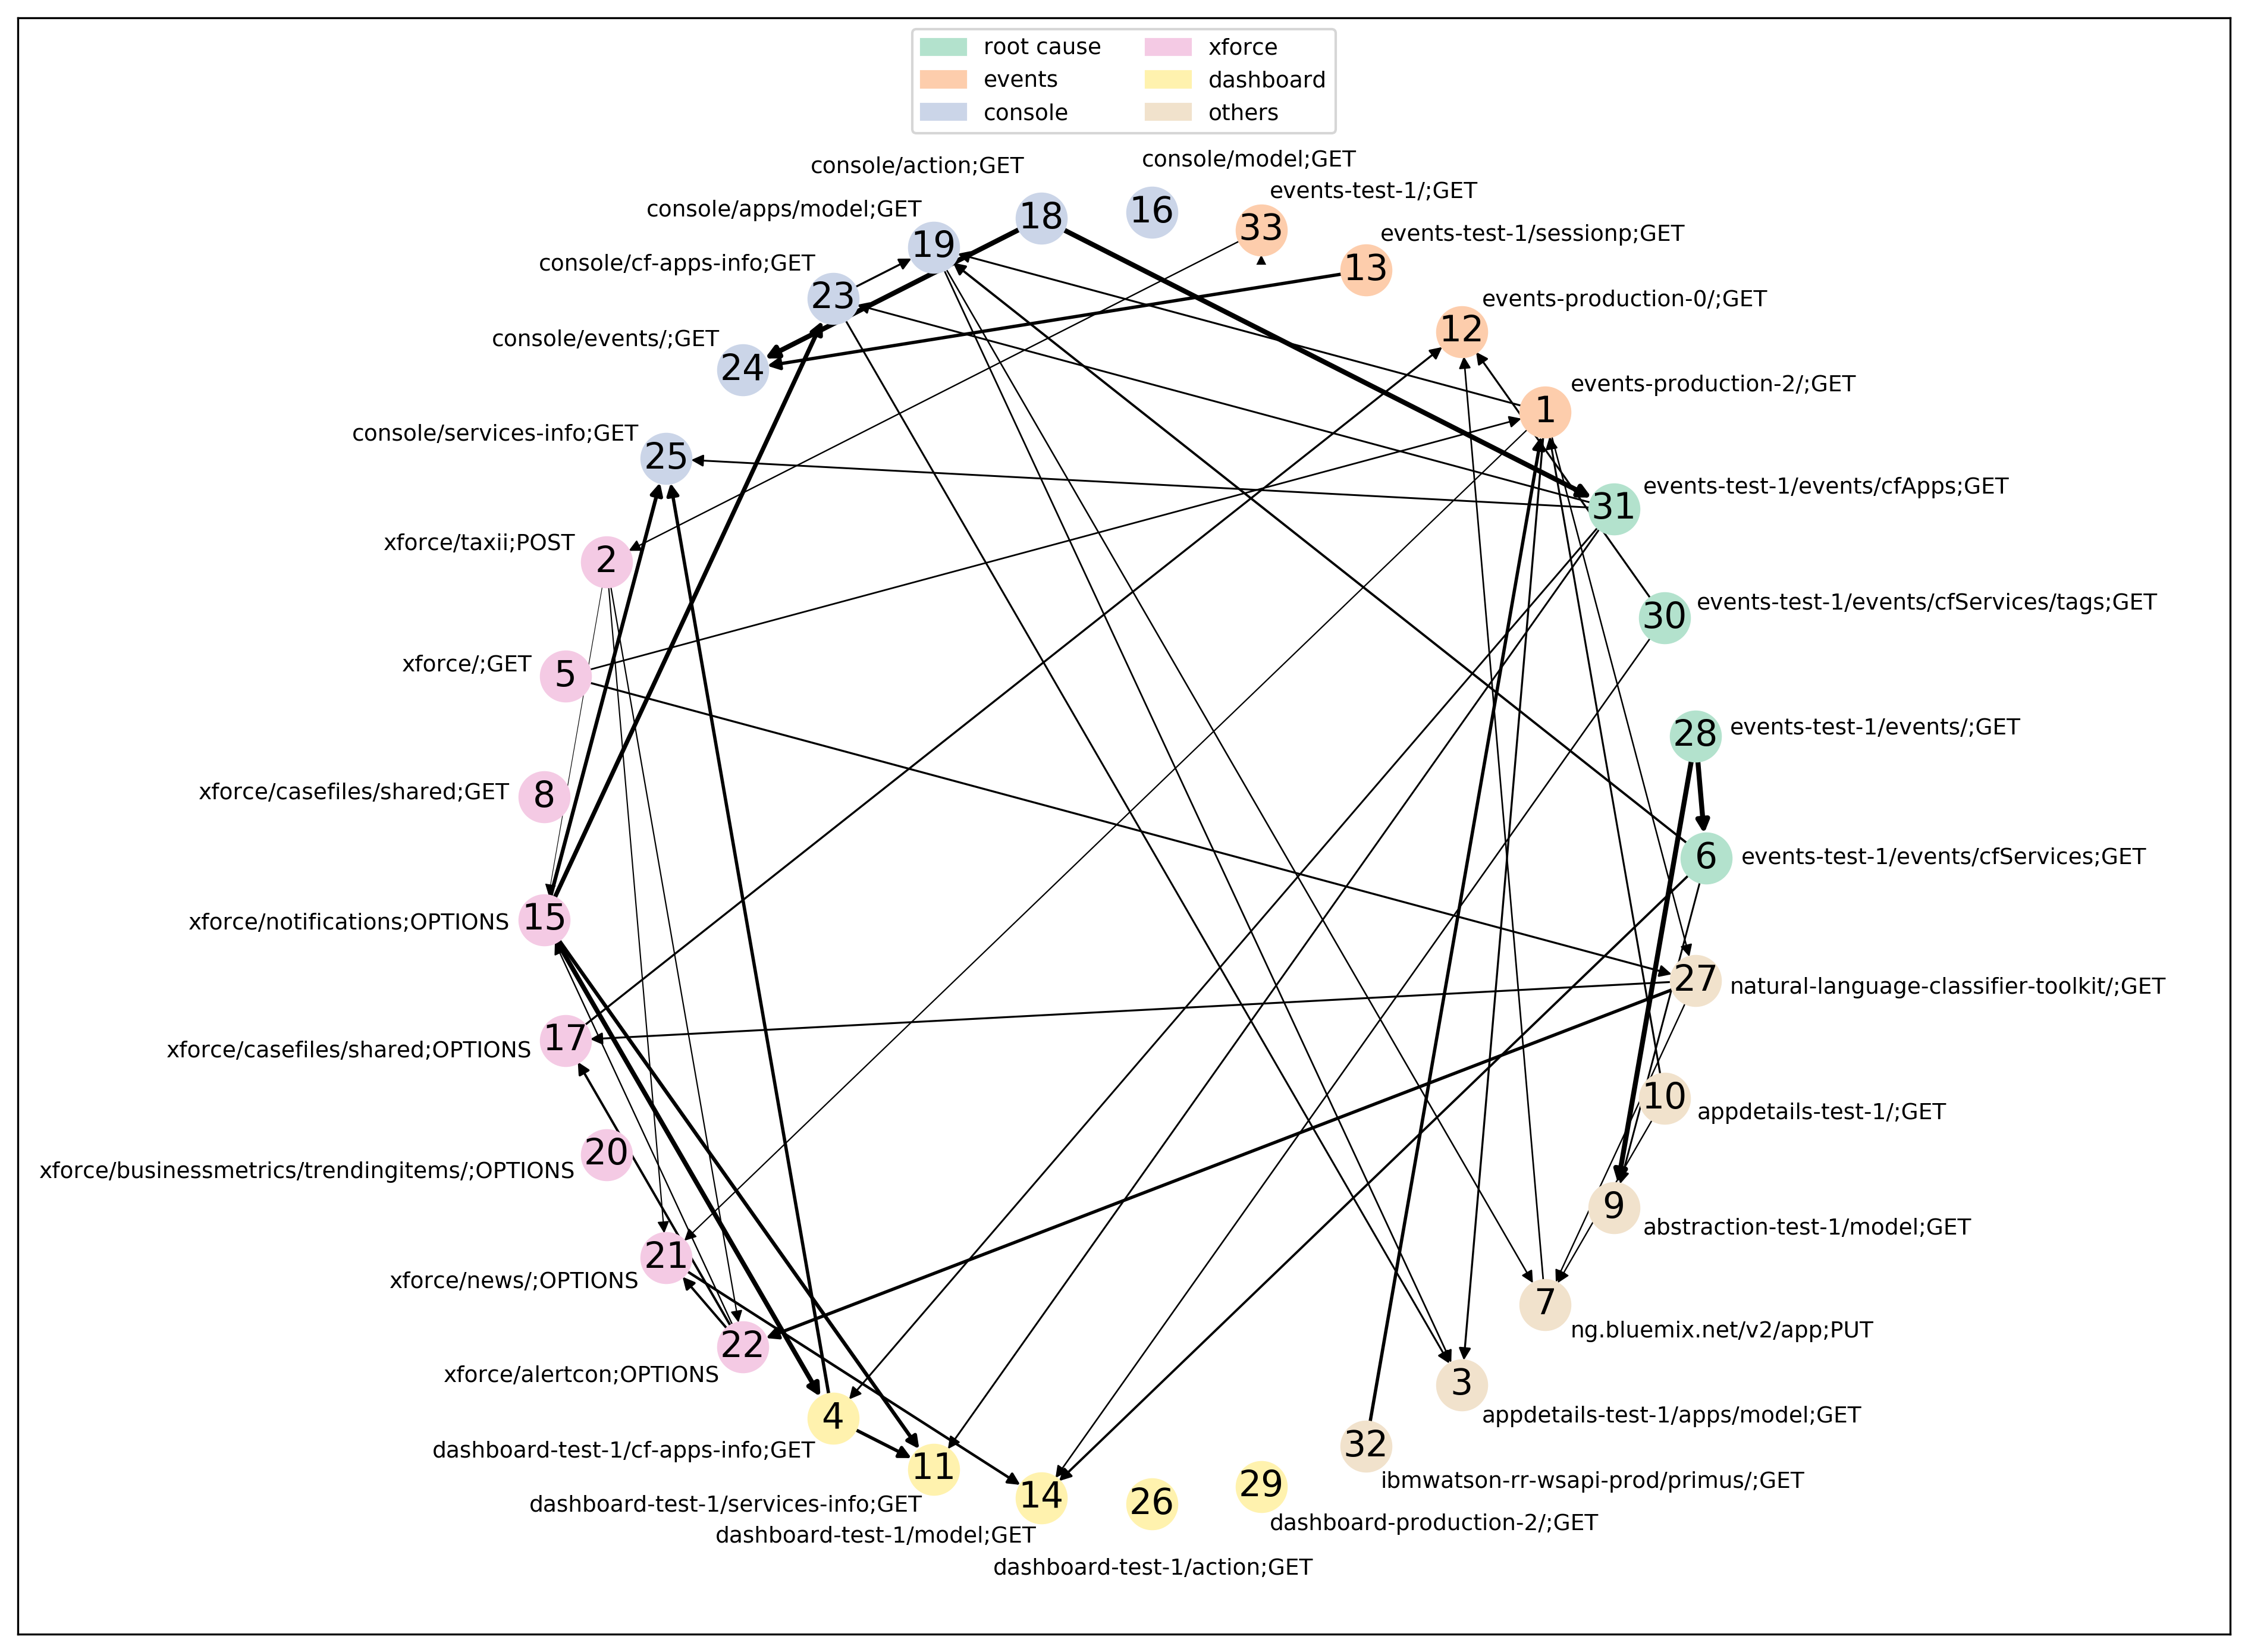 root cause
events
console
xforce
dashboard
others
console/model;GET
16
console/action;GET
18
events-test-1/;GET
33
console/apps/model;GET
19
events-test-1/sessionp;GET
13
console/cf-apps-info;GET
23
events-production-0/;GET
12
console/events/;GET
24
events-production-2/;GET
1
console/services-info;GET
25
events-test-1/events/cfApps;GET
31
xforce/taxii;POST
2
events-test-1/events/cfServices/tags;GET
30
xforce/;GET
5
events-test-1/events/;GET
28
xforce/casefiles/shared;GET
8
events-test-1/events/cfServices;GET
6
xforce/notifications;OPTIONS
15
natural-language-classifier-toolkit/;GET
27
xforce/casefiles/shared;OPTIONS
17
appdetails-test-1/;GET
10
xforce/businessmetrics/trendingitems/;OPTIONS
20
abstraction-test-1/model;GET
9
xforce/news/;OPTIONS
21
ng.bluemix.net/v2/app;PUT
7
xforce/alertcon;OPTIONS
22
appdetails-test-1/apps/model;GET
3
dashboard-test-1/cf-apps-info;GET
4
ibmwatson-rr-wsapi-prod/primus/;GET
32
dashboard-test-1/services-info;GET
11
dashboard-production-2/;GET
29
dashboard-test-1/model;GET
14
dashboard-test-1/action;GET
26